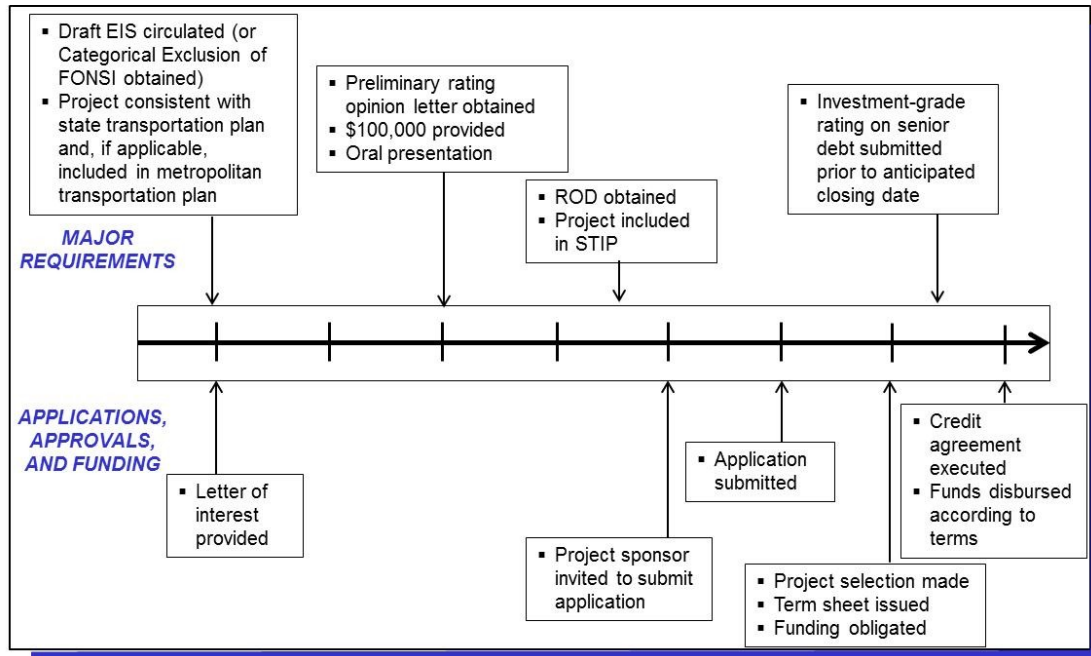 ▪ Draft EIS circulated (or
Categorical Exclusion of
FONSI obtained)
▪ Project consistent with
state transportation plan
and, if applicable,
included in metropolitan
transportation plan
▪ Preliminary rating
opinion letter obtained
▪ $100,000 provided
▪ Oral presentation
▪ ROD obtained
▪ Project included
in STIP
▪ Investment-grade
rating on senior
debt submitted
prior to anticipated
closing date
MAJOR
REQUIREMENTS
APPLICATIONS,
APPROVALS,
AND FUNDING
▪ Letter of
interest
provided
▪ Project sponsor
invited to submit
application
▪ Application
submitted
▪ Project selection made
▪ Term sheet issued
▪ Funding obligated
▪ Credit
agreement
executed
▪ Funds disbursed
according to
terms